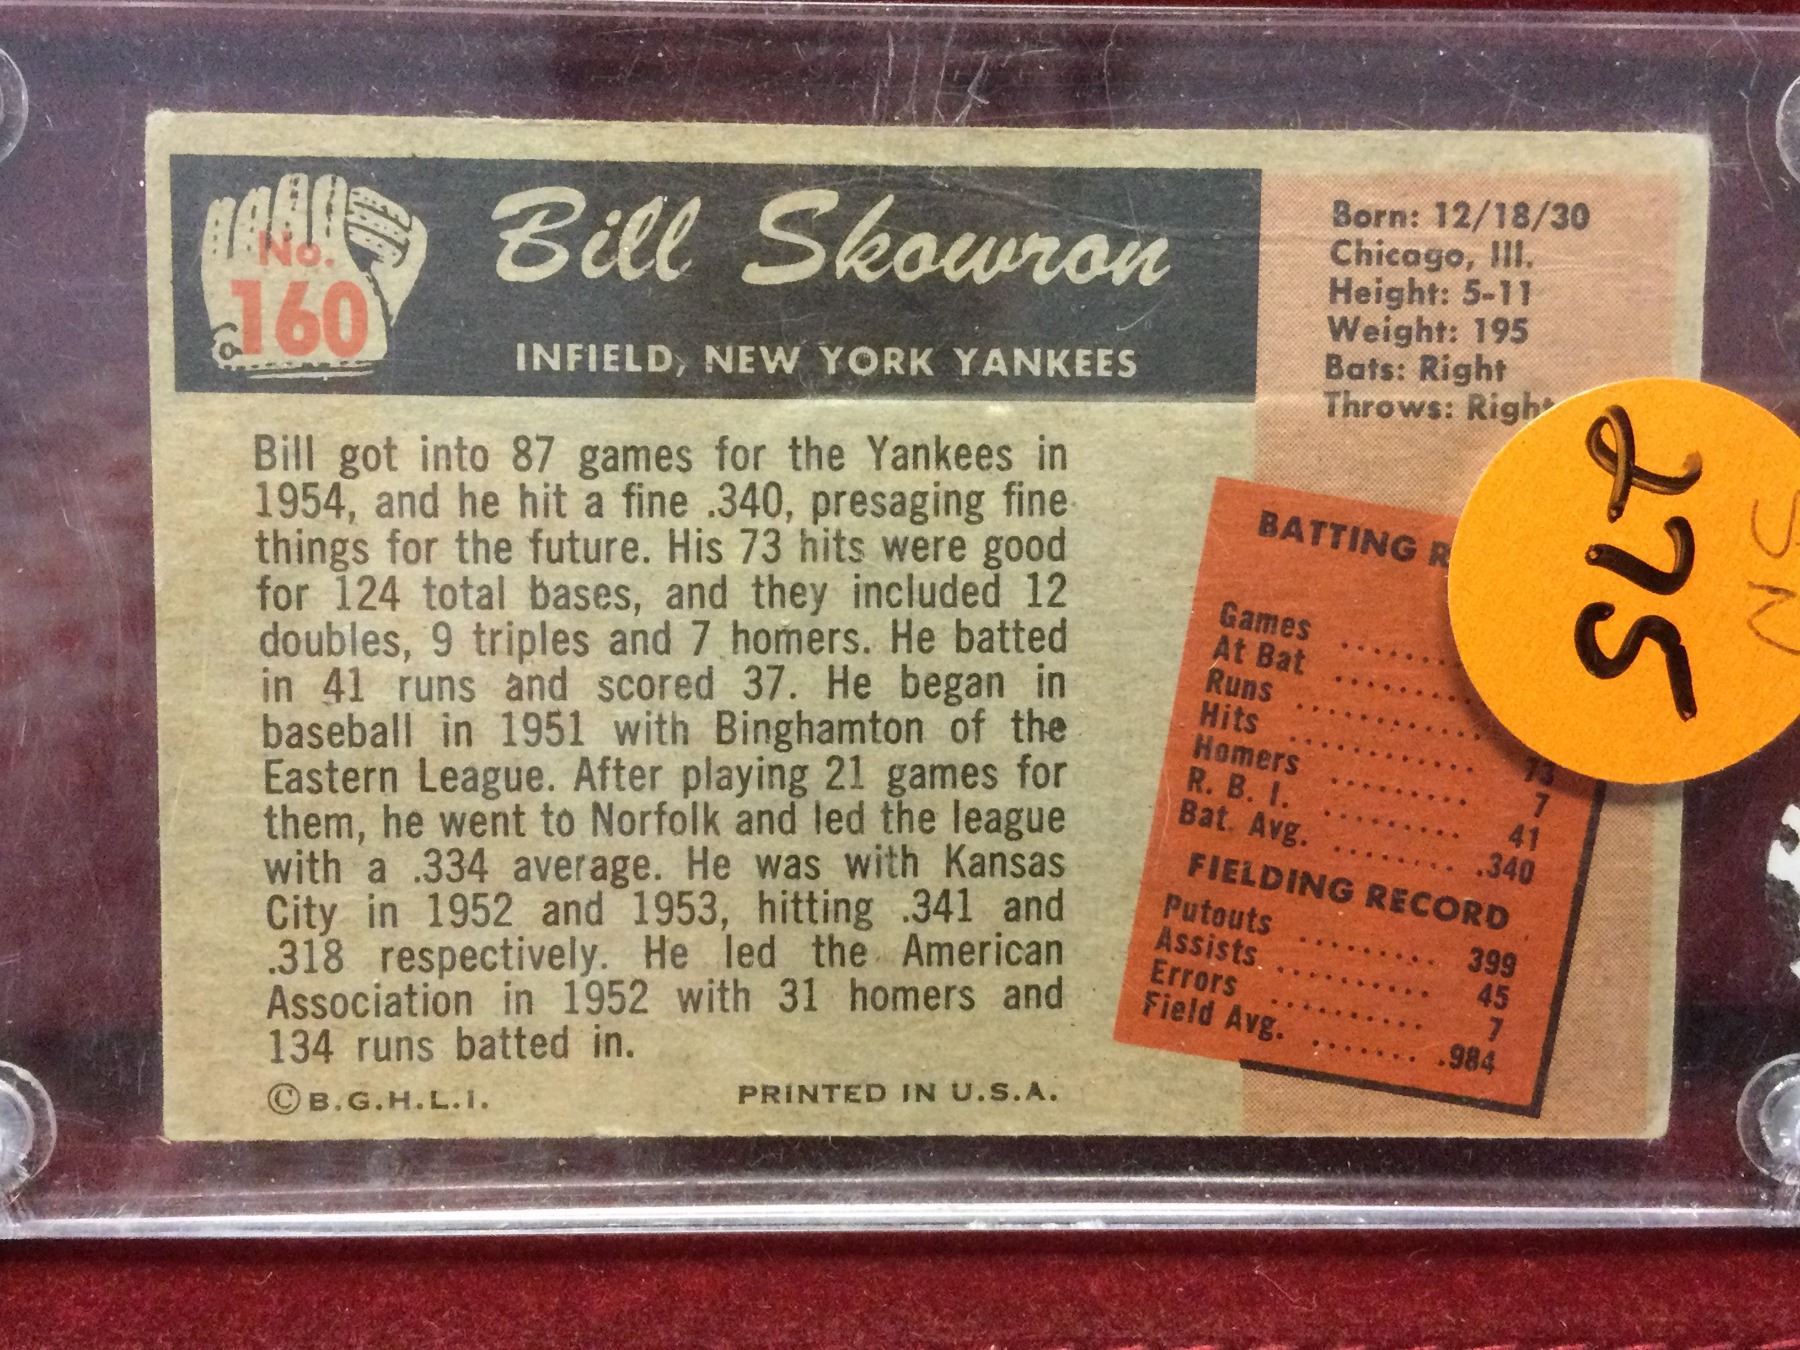 No.
160
Bill Skowron
INFIELD, NEW YORK YANKEES
Born: 12/18/30
Chicago, Ill.
Height: 5-11
Weight: 195
Bats: Right
Throws: Right
Bill got into 87 games for the Yankees in
1954, and he hit a fine .340, presaging fine
things for the future. His 73 hits were good
for 124 total bases, and they included 12
doubles, 9 triples and 7 homers. He batted
in 41 runs and scored 37. He began in
baseball in 1951 with Binghamton of the
Eastern League. After playing 21 games for
them, he went to Norfolk and led the league
with a .334 average. He was with Kansas
City in 1952 and 1953, hitting .341 and
.318 respectively. He led the American
Association in 1952 with 31 homers and
134 runs batted in.
© B.G.H.L.I. PRINTED IN U.S.A.
BATTING R
Games ........
At Bat ........
Runs ..........
Hits .......... 73
Homers ......... 7
R. B. I. ......... 41
Bat. Avg. ........ .340
FIELDING RECORD
Putouts ......... 399
Assists .......... 45
Errors .......... 7
Field Avg. ....... .984
275